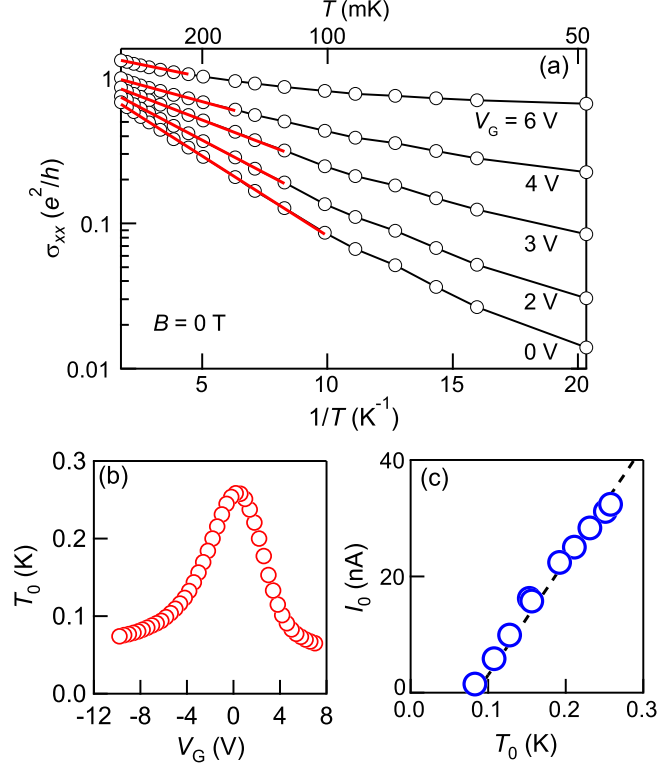 T (mK)
200 100 50
(a)
1
0.1
0.01
σxx (e²/h)
V_G = 6 V
4 V
3 V
2 V
0 V
B = 0 T
5 10 15 20
1/T (K⁻¹)
(b)
0.3
0.2
0.1
0.0
T₀ (K)
-12 -8 -4 0 4 8
V_G (V)
(c)
40
20
0
I₀ (nA)
0.0 0.1 0.2 0.3
T₀ (K)